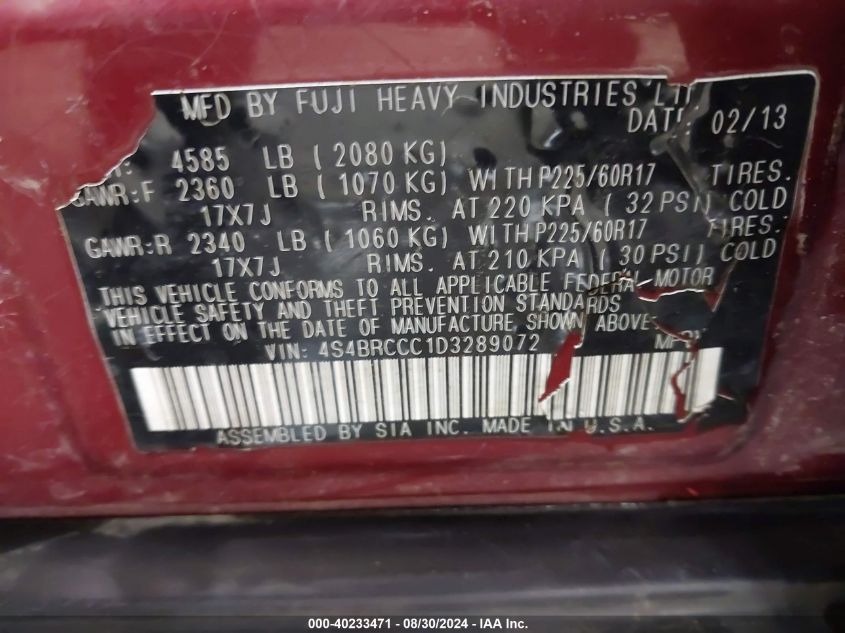 MFD BY FUJI HEAVY INDUSTRIES LT
DATE 02/13
4585 LB ( 2080 KG)
GAWR:F 2360 LB ( 1070 KG) WITH P225/60R17 TIRES.
17X7J RIMS. AT 220 KPA ( 32 PSI) COLD
GAWR:R 2340 LB ( 1060 KG) WITH P225/60R17 TIRES.
17X7J RIMS. AT 210 KPA ( 30 PSI) COLD
THIS VEHICLE CONFORMS TO ALL APPLICABLE FEDERAL MOTOR
VEHICLE SAFETY AND THEFT PREVENTION STANDARDS
IN EFFECT ON THE DATE OF MANUFACTURE SHOWN ABOVE
VIN: 4S4BRCCC1D3289072
ASSEMBLED BY SIA INC. MADE IN U.S.A.
000-40233471 - 08/30/2024 - IAA Inc.